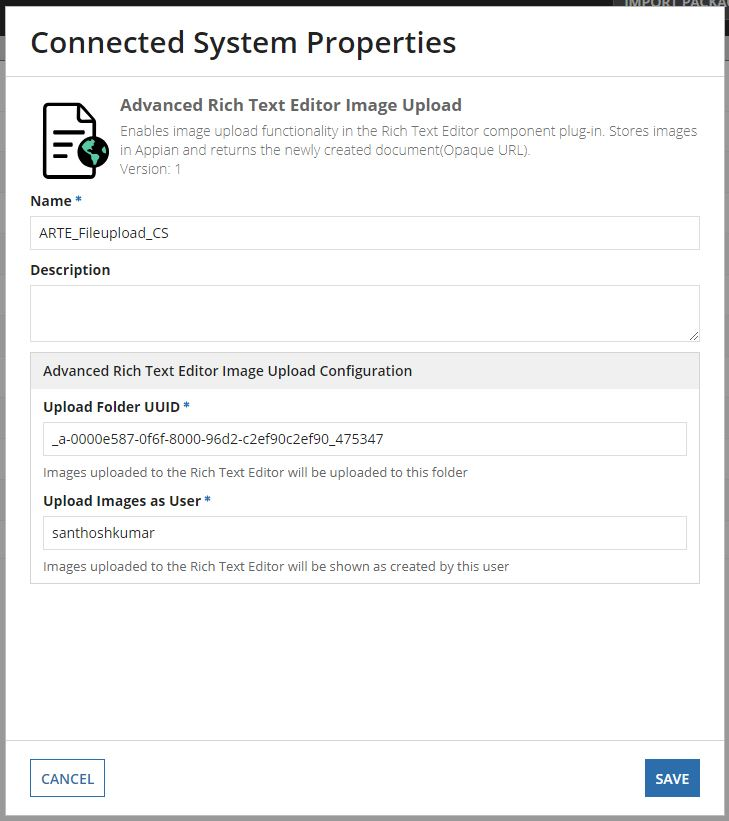 IMPORT PACKA
Connected System Properties
Advanced Rich Text Editor Image Upload
Enables image upload functionality in the Rich Text Editor component plug-in. Stores images
in Appian and returns the newly created document(Opaque URL).
Version: 1
Name *
ARTE_Fileupload_CS
Description
Advanced Rich Text Editor Image Upload Configuration
Upload Folder UUID *
_a-0000e587-0f6f-8000-96d2-c2ef90c2ef90_475347
Images uploaded to the Rich Text Editor will be uploaded to this folder
Upload Images as User *
santhoshkumar
Images uploaded to the Rich Text Editor will be shown as created by this user
CANCEL
SAVE